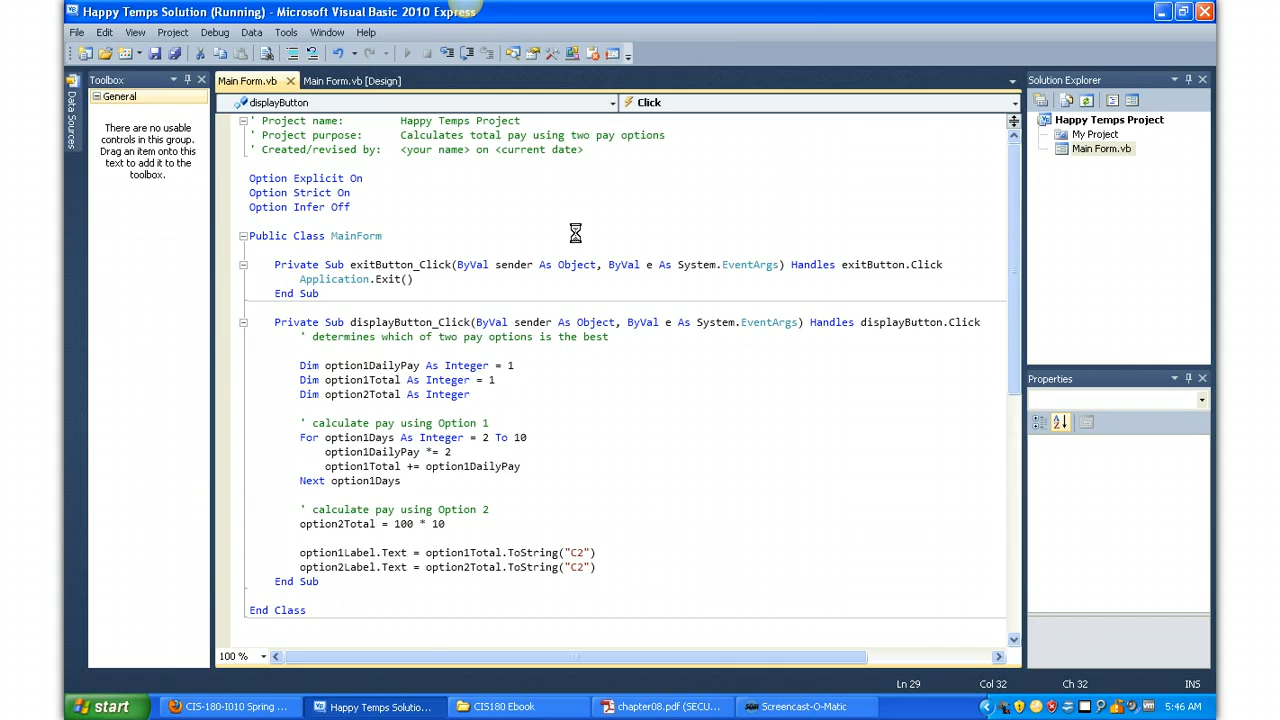 Happy Temps Solution (Running) - Microsoft Visual Basic 2010 Express
File Edit View Project Debug Data Tools Window Help
Toolbox
Main Form.vb
Main Form.vb [Design]
Solution Explorer
Data Sources
General
There are no usable
controls in this group.
Drag an item onto this
text to add it to the
toolbox.
displayButton
Click
Happy Temps Project
My Project
Main Form.vb
' Project name: Happy Temps Project
' Project purpose: Calculates total pay using two pay options
' Created/revised by: <your name> on <current date>
Option Explicit On
Option Strict On
Option Infer Off
Public Class MainForm
Private Sub exitButton_Click(ByVal sender As Object, ByVal e As System.EventArgs) Handles exitButton.Click
Application.Exit()
End Sub
Private Sub displayButton_Click(ByVal sender As Object, ByVal e As System.EventArgs) Handles displayButton.Click
' determines which of two pay options is the best
Dim option1DailyPay As Integer = 1
Dim option1Total As Integer = 1
Dim option2Total As Integer
' calculate pay using Option 1
For option1Days As Integer = 2 To 10
option1DailyPay *= 2
option1Total += option1DailyPay
Next option1Days
' calculate pay using Option 2
option2Total = 100 * 10
option1Label.Text = option1Total.ToString("C2")
option2Label.Text = option2Total.ToString("C2")
End Sub
End Class
Properties
100 %
Ln 29 Col 32 Ch 32 INS
start
CIS-180-I010 Spring ...
Happy Temps Solutio...
CIS180 Ebook
chapter08.pdf (SECU...
Screencast-O-Matic
5:46 AM